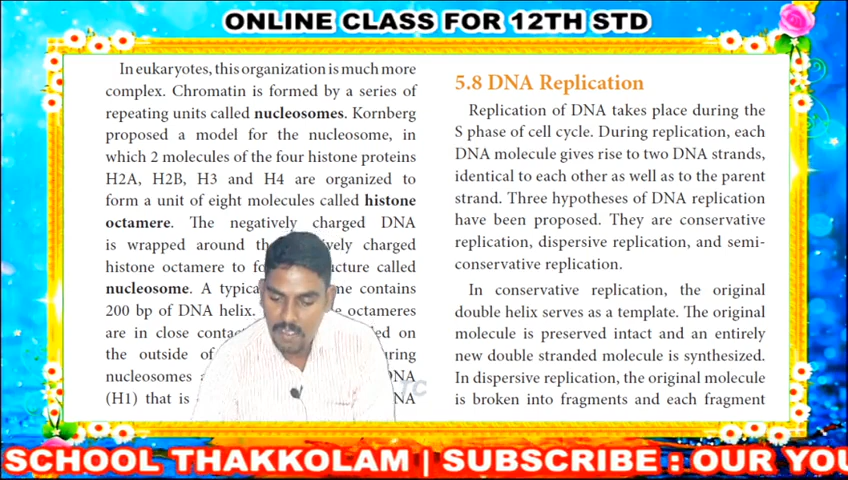 ONLINE CLASS FOR 12TH STD
In eukaryotes, this organization is much more
complex. Chromatin is formed by a series of
repeating units called nucleosomes. Kornberg
proposed a model for the nucleosome, in
which 2 molecules of the four histone proteins
H2A, H2B, H3 and H4 are organized to
form a unit of eight molecules called histone
octamere. The negatively charged DNA
is wrapped around charged
histone octamere to called
nucleosome. A contains
200 bp of DNA helix. octameres
are in close on
the outside of
nucleosomes
(H1) that is DNA
5.8 DNA Replication
Replication of DNA takes place during the
S phase of cell cycle. During replication, each
DNA molecule gives rise to two DNA strands,
identical to each other as well as to the parent
strand. Three hypotheses of DNA replication
have been proposed. They are conservative
replication, dispersive replication, and semi-
conservative replication.
In conservative replication, the original
double helix serves as a template. The original
molecule is preserved intact and an entirely
new double stranded molecule is synthesized.
In dispersive replication, the original molecule
is broken into fragments and each fragment
SCHOOL THAKKOLAM | SUBSCRIBE : OUR YOU